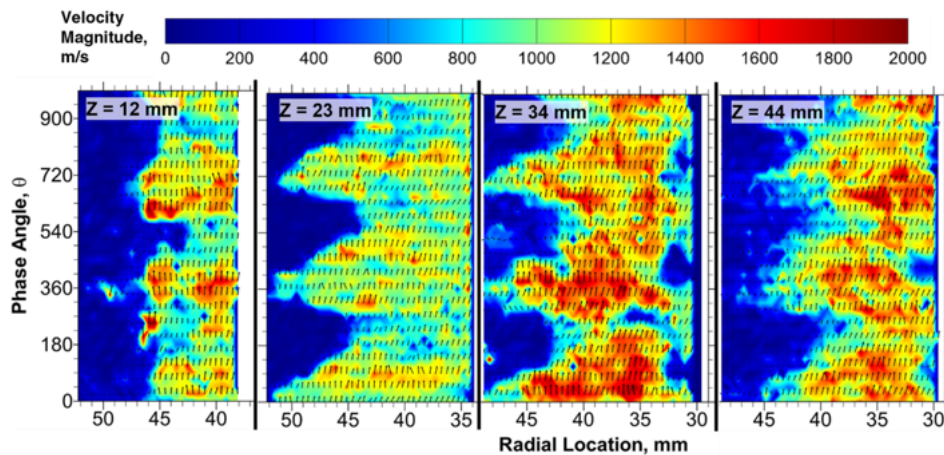 Velocity
Magnitude,
m/s
0 200 400 600 800 1000 1200 1400 1600 1800 2000
Z = 12 mm
Z = 23 mm
Z = 34 mm
Z = 44 mm
Phase Angle, θ
900
720
540
360
180
0
50 45 40
50 45 40 35
45 40 35 30
45 40 35 30
Radial Location, mm